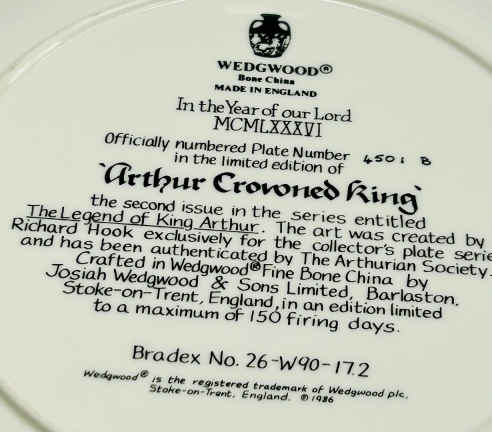 WEDGWOOD®
Bone China
MADE IN ENGLAND
In the Year of our Lord
MCMLXXXVI
Officially numbered Plate Number 4501 B
in the limited edition of
'Arthur Crowned King'
the second issue in the series entitled
The Legend of King Arthur. The art was created by
Richard Hook exclusively for the collector's plate serie
and has been authenticated by The Arthurian Society.
Crafted in Wedgwood® Fine Bone China by
Josiah Wedgwood & Sons Limited, Barlaston,
Stoke-on-Trent, England, in an edition limited
to a maximum of 150 firing days.
Bradex No. 26-W90-17.2
Wedgwood® is the registered trademark of Wedgwood plc,
Stoke-on-Trent, England. © 1986